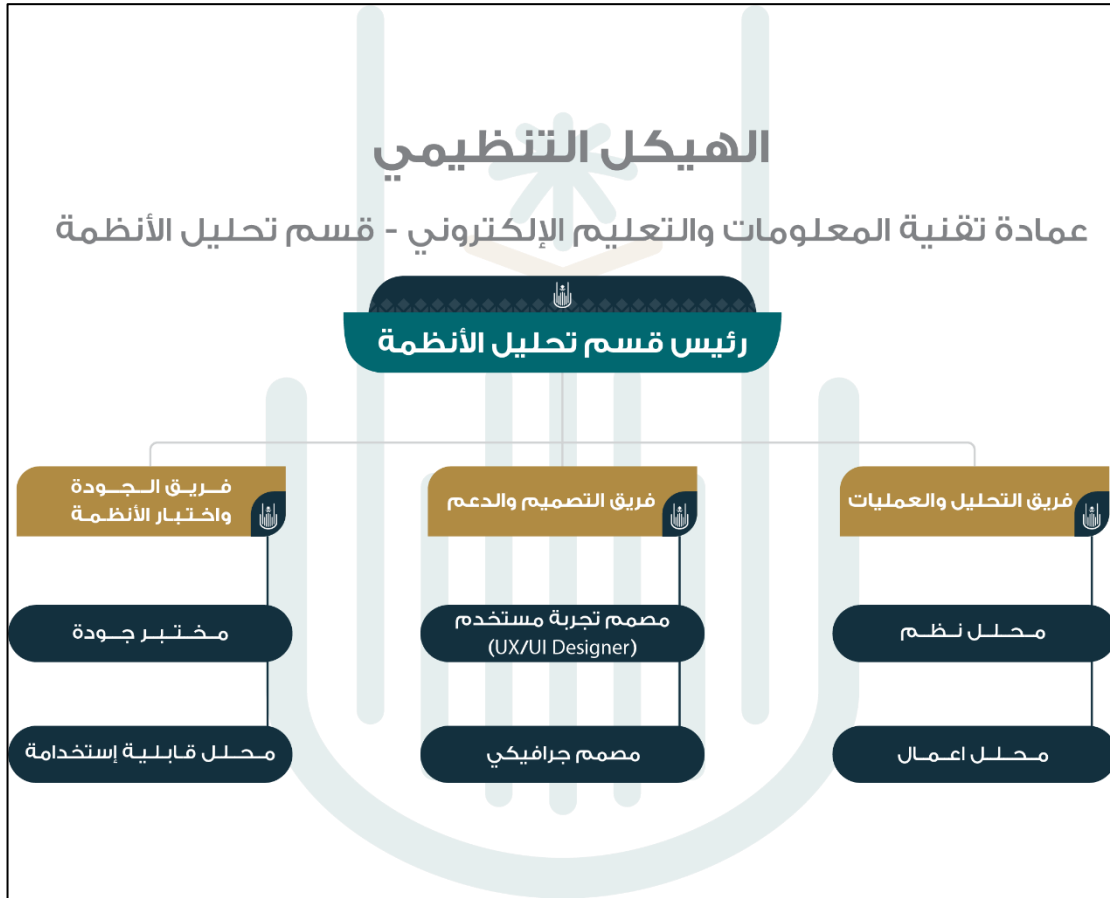 الهيكل التنظيمي
عمادة تقنية المعلومات والتعليم الإلكتروني - قسم تحليل الأنظمة
رئيس قسم تحليل الأنظمة
فريق التحليل والعمليات
محلل نظم
محلل اعمال
فريق التصميم والدعم
مصمم تجربة مستخدم
(UX/UI Designer)
مصمم جرافيكي
فريق الجودة
واختبار الأنظمة
مختبر جودة
محلل قابلية إستخدامة